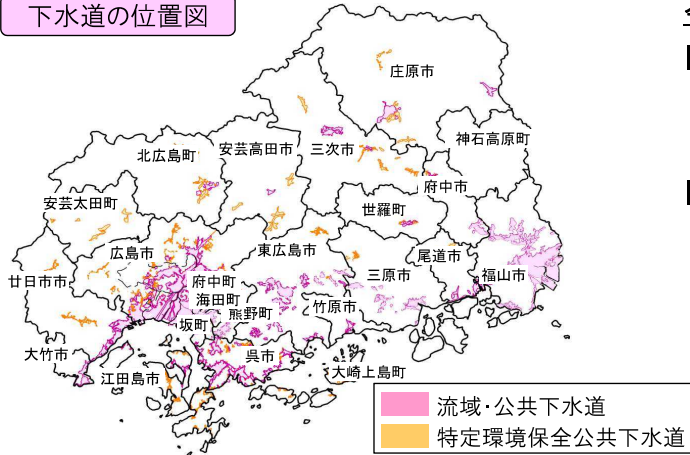 下水道の位置図
庄原市
神石高原町
北広島町
安芸高田市
三次市
府中市
安芸太田町
世羅町
広島市
東広島市
尾道市
三原市
福山市
廿日市市
府中町
海田町
熊野町
竹原市
坂町
呉市
大竹市
江田島市
大崎上島町
流域･公共下水道
特定環境保全公共下水道